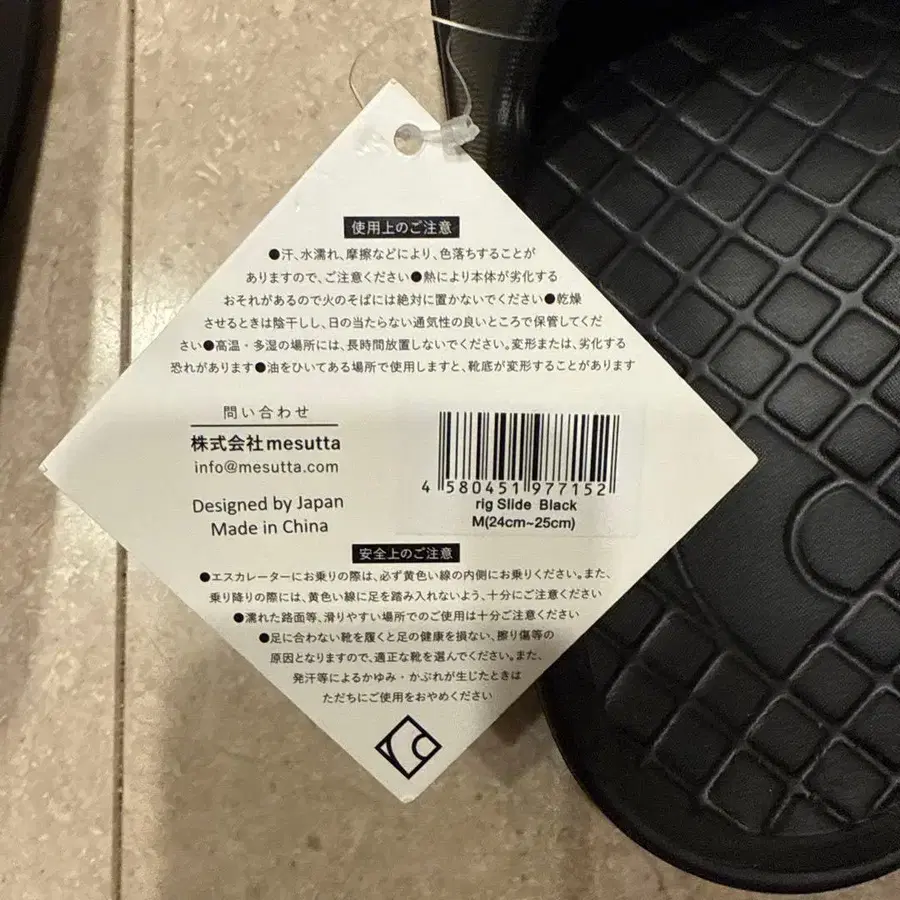 使用上のご注意
●汗、水濡れ、摩擦などにより、色落ちすることが
ありますので、ご注意ください●熱により本体が劣化する
おそれがあるので火のそばには絶対に置かないでください●乾燥
させるときは陰干しし、日の当たらない通気性の良いところで保管してくだ
さい●高温・多湿の場所には、長時間放置しないでください。変形または、劣化する
恐れがあります●油をひいてある場所で使用しますと、靴底が変形することがあります
問い合わせ
株式会社mesutta
info@mesutta.com
Designed by Japan
Made in China
4 580451 977152
rig Slide Black
M(24cm~25cm)
安全上のご注意
●エスカレーターにお乗りの際は、必ず黄色い線の内側にお乗りください。また、
乗り降りの際には、黄色い線に足を踏み入れないよう、十分にご注意ください
●濡れた路面等、滑りやすい場所でのご使用は十分ご注意ください
●足に合わない靴を履くと足の健康を損ない、擦り傷等の
原因となりますので、適正な靴を選んでください。また、
発汗等によるかゆみ・かぶれが生じたときは
ただちにご使用をおやめください